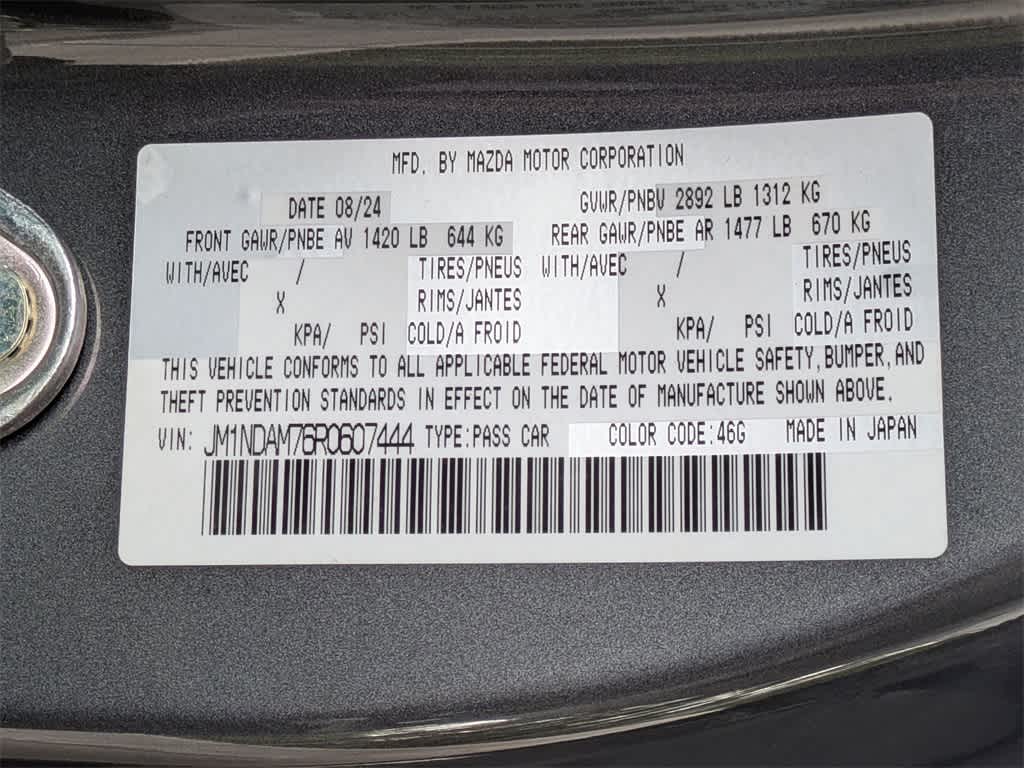 MFD. BY MAZDA MOTOR CORPORATION
DATE 08/24 GVWR/PNBV 2892 LB 1312 KG
FRONT GAWR/PNBE AV 1420 LB 644 KG REAR GAWR/PNBE AR 1477 LB 670 KG
WITH/AVEC / TIRES/PNEUS WITH/AVEC / TIRES/PNEUS
X RIMS/JANTES X RIMS/JANTES
KPA/ PSI COLD/A FROID KPA/ PSI COLD/A FROID
THIS VEHICLE CONFORMS TO ALL APPLICABLE FEDERAL MOTOR VEHICLE SAFETY, BUMPER, AND
THEFT PREVENTION STANDARDS IN EFFECT ON THE DATE OF MANUFACTURE SHOWN ABOVE.
VIN: JM1NDAM76R0607444 TYPE:PASS CAR COLOR CODE:46G MADE IN JAPAN